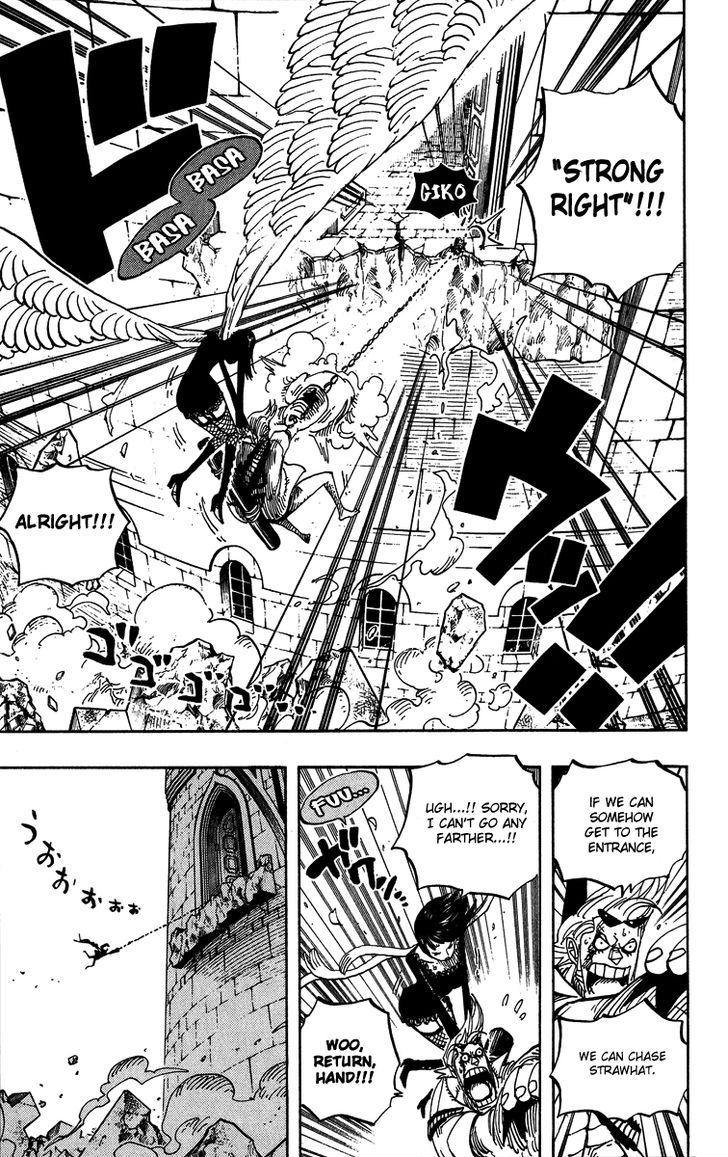 "STRONG
RIGHT"!!!
GIKO
BASA
BASA
ドウッ!!
ALRIGHT!!!
ゴゴゴゴ
IF WE CAN
SOMEHOW
GET TO THE
ENTRANCE,
WE CAN CHASE
STRAWHAT.
UGH...!! SORRY,
I CAN'T GO ANY
FARTHER...!!
FUU...
WOO,
RETURN,
HAND!!!
うおおおおぉぉ